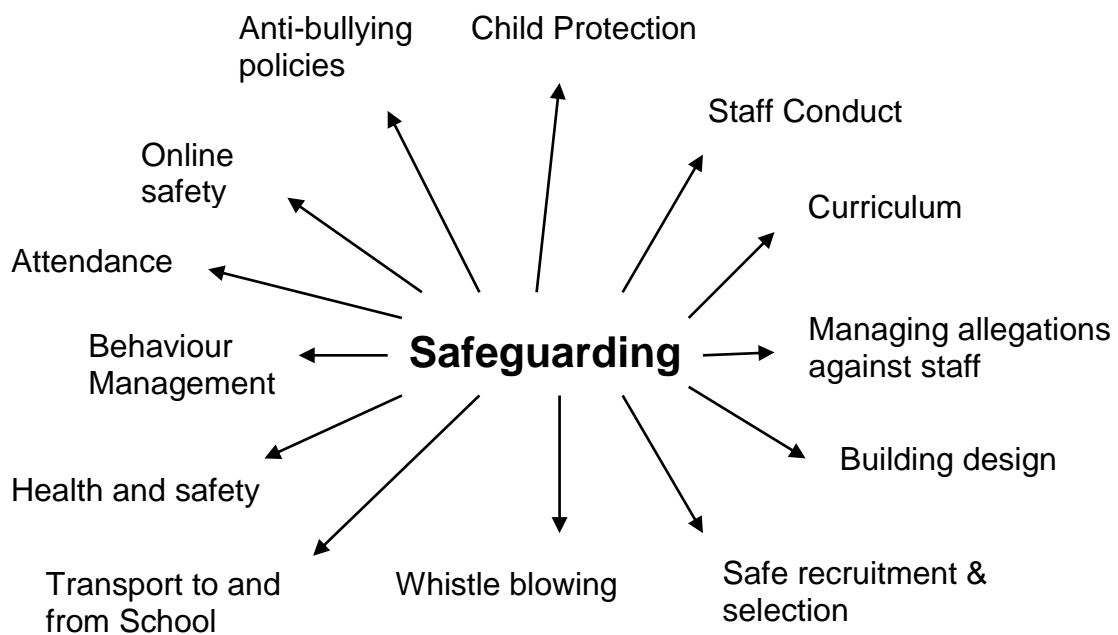 Anti-bullying
policies
Child Protection
Staff Conduct
Online
safety
Curriculum
Attendance
Behaviour
Management
Safeguarding
Managing allegations
against staff
Building design
Health and safety
Transport to and
from School
Whistle blowing
Safe recruitment &
selection